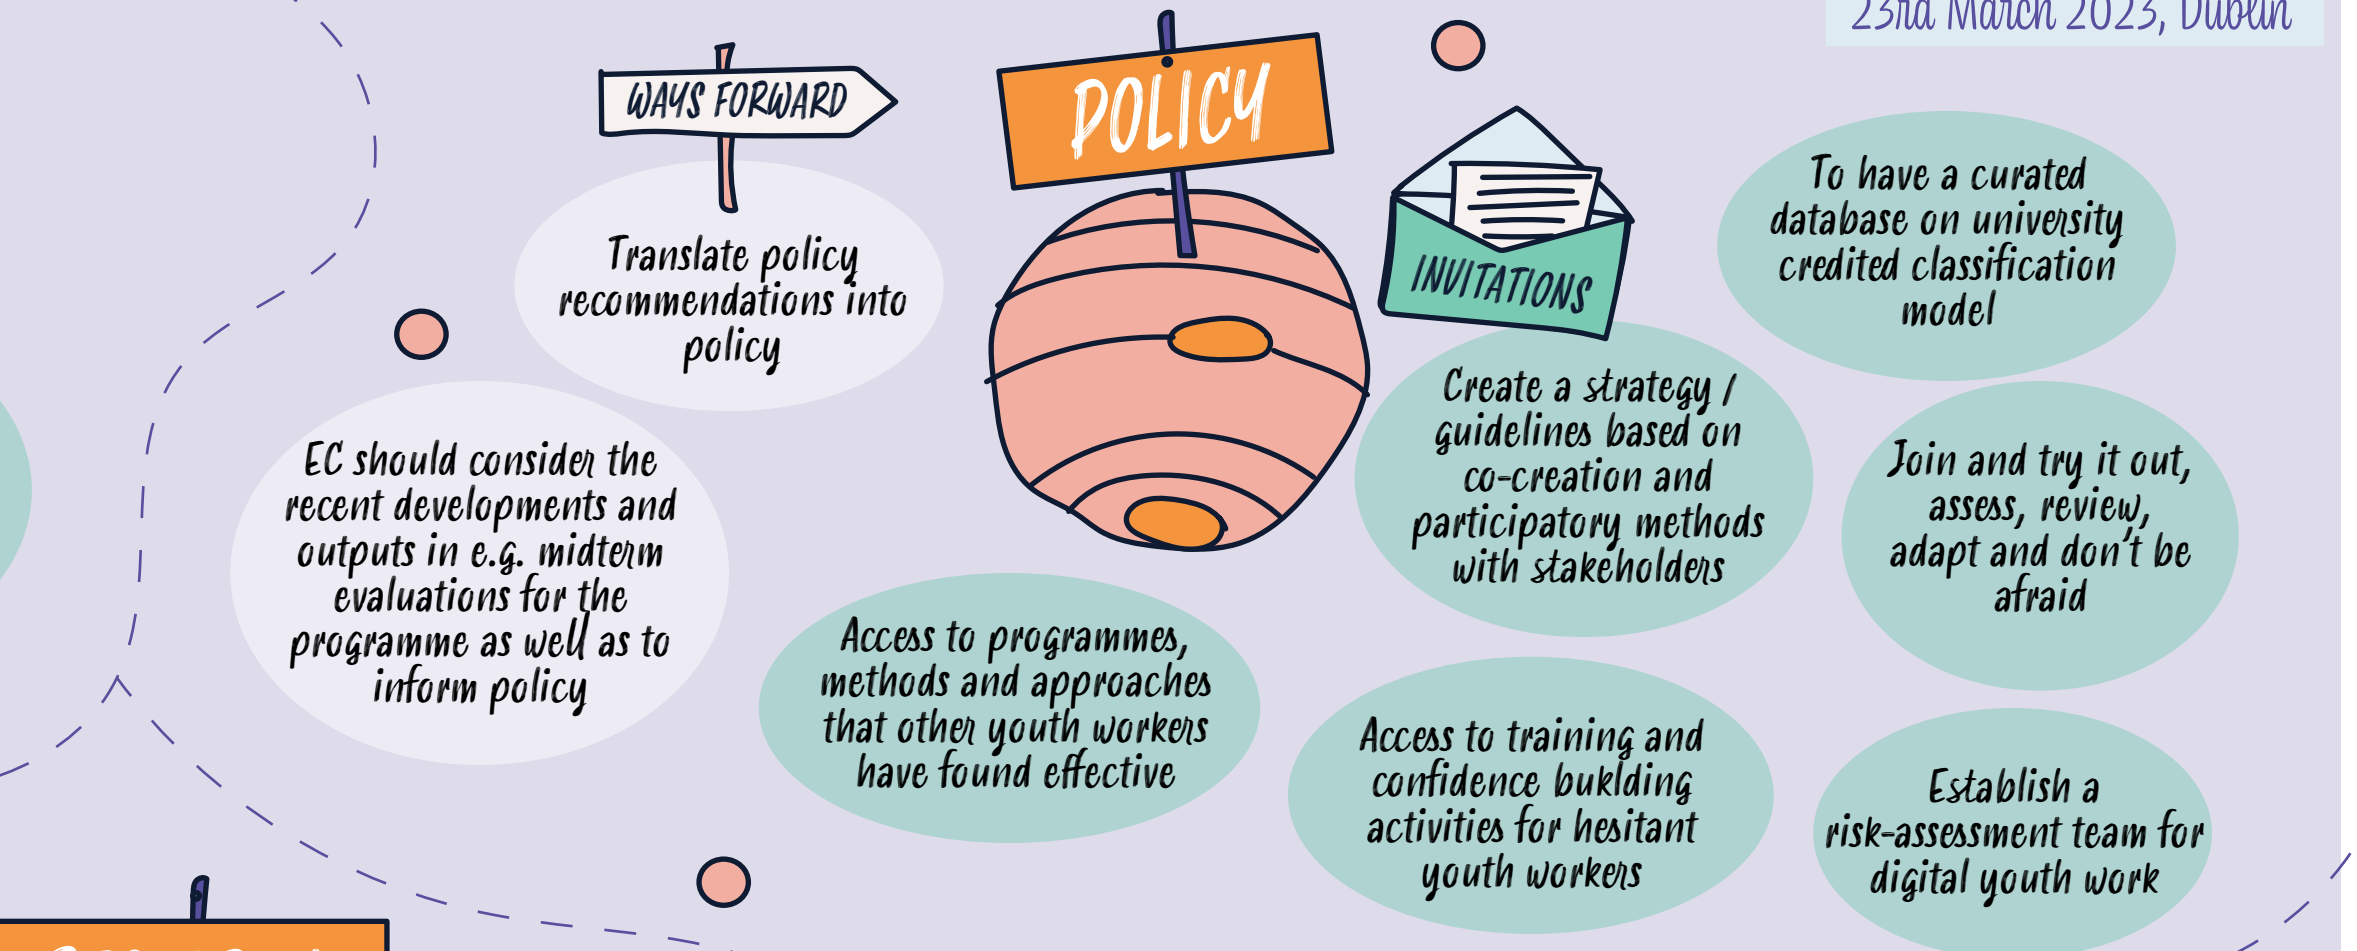 23rd March 2023, Dublin
WAYS FORWARD
POLICY
Translate policy
recommendations into
policy
EC should consider the
recent developments and
outputs in e.g. midterm
evaluations for the
programme as well as to
inform policy
INVITATIONS
To have a curated
database on university
credited classification
model
Create a strategy /
guidelines based on
co-creation and
participatory methods
with stakeholders
Join and try it out,
assess, review,
adapt and don't be
afraid
Access to programmes,
methods and approaches
that other youth workers
have found effective
Access to training and
confidence buklding
activities for hesitant
youth workers
Establish a
risk-assessment team for
digital youth work